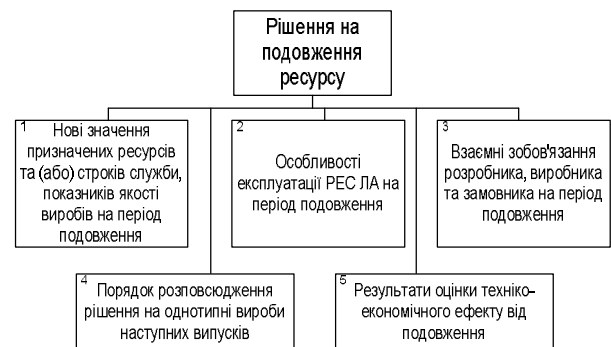 Рішення на
подовження
ресурсу
1
Нові значення
призначених ресурсів
та (або) строків служби,
показників якості
виробів на період
подовження
2
Особливості
експлуатації РЕС ЛА на
період подовження
3
Взаємні зобов'язання
розробника, виробника
та замовника на період
подовження
4
Порядок розповсюдження
рішення на однотипні вироби
наступних випусків
5
Результати оцінки техніко–
економічного ефекту від
подовження